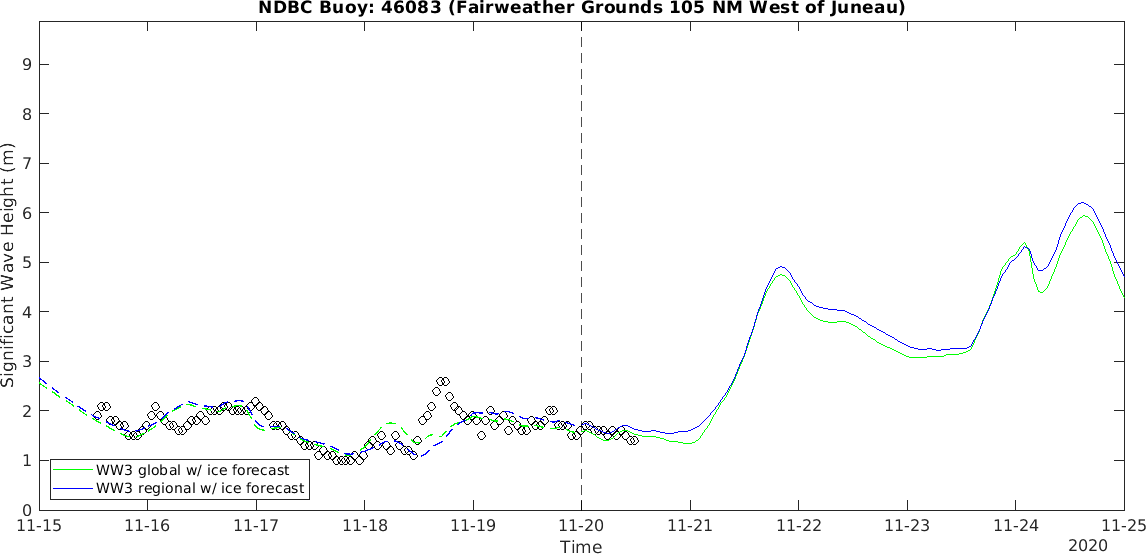 NDBC Buoy: 46083 (Fairweather Grounds 105 NM West of Juneau)
Significant Wave Height (m)
9
8
7
6
5
4
3
2
1
0
WW3 global w/ ice forecast
WW3 regional w/ ice forecast
11-15 11-16 11-17 11-18 11-19 11-20 11-21 11-22 11-23 11-24 11-25
Time
2020